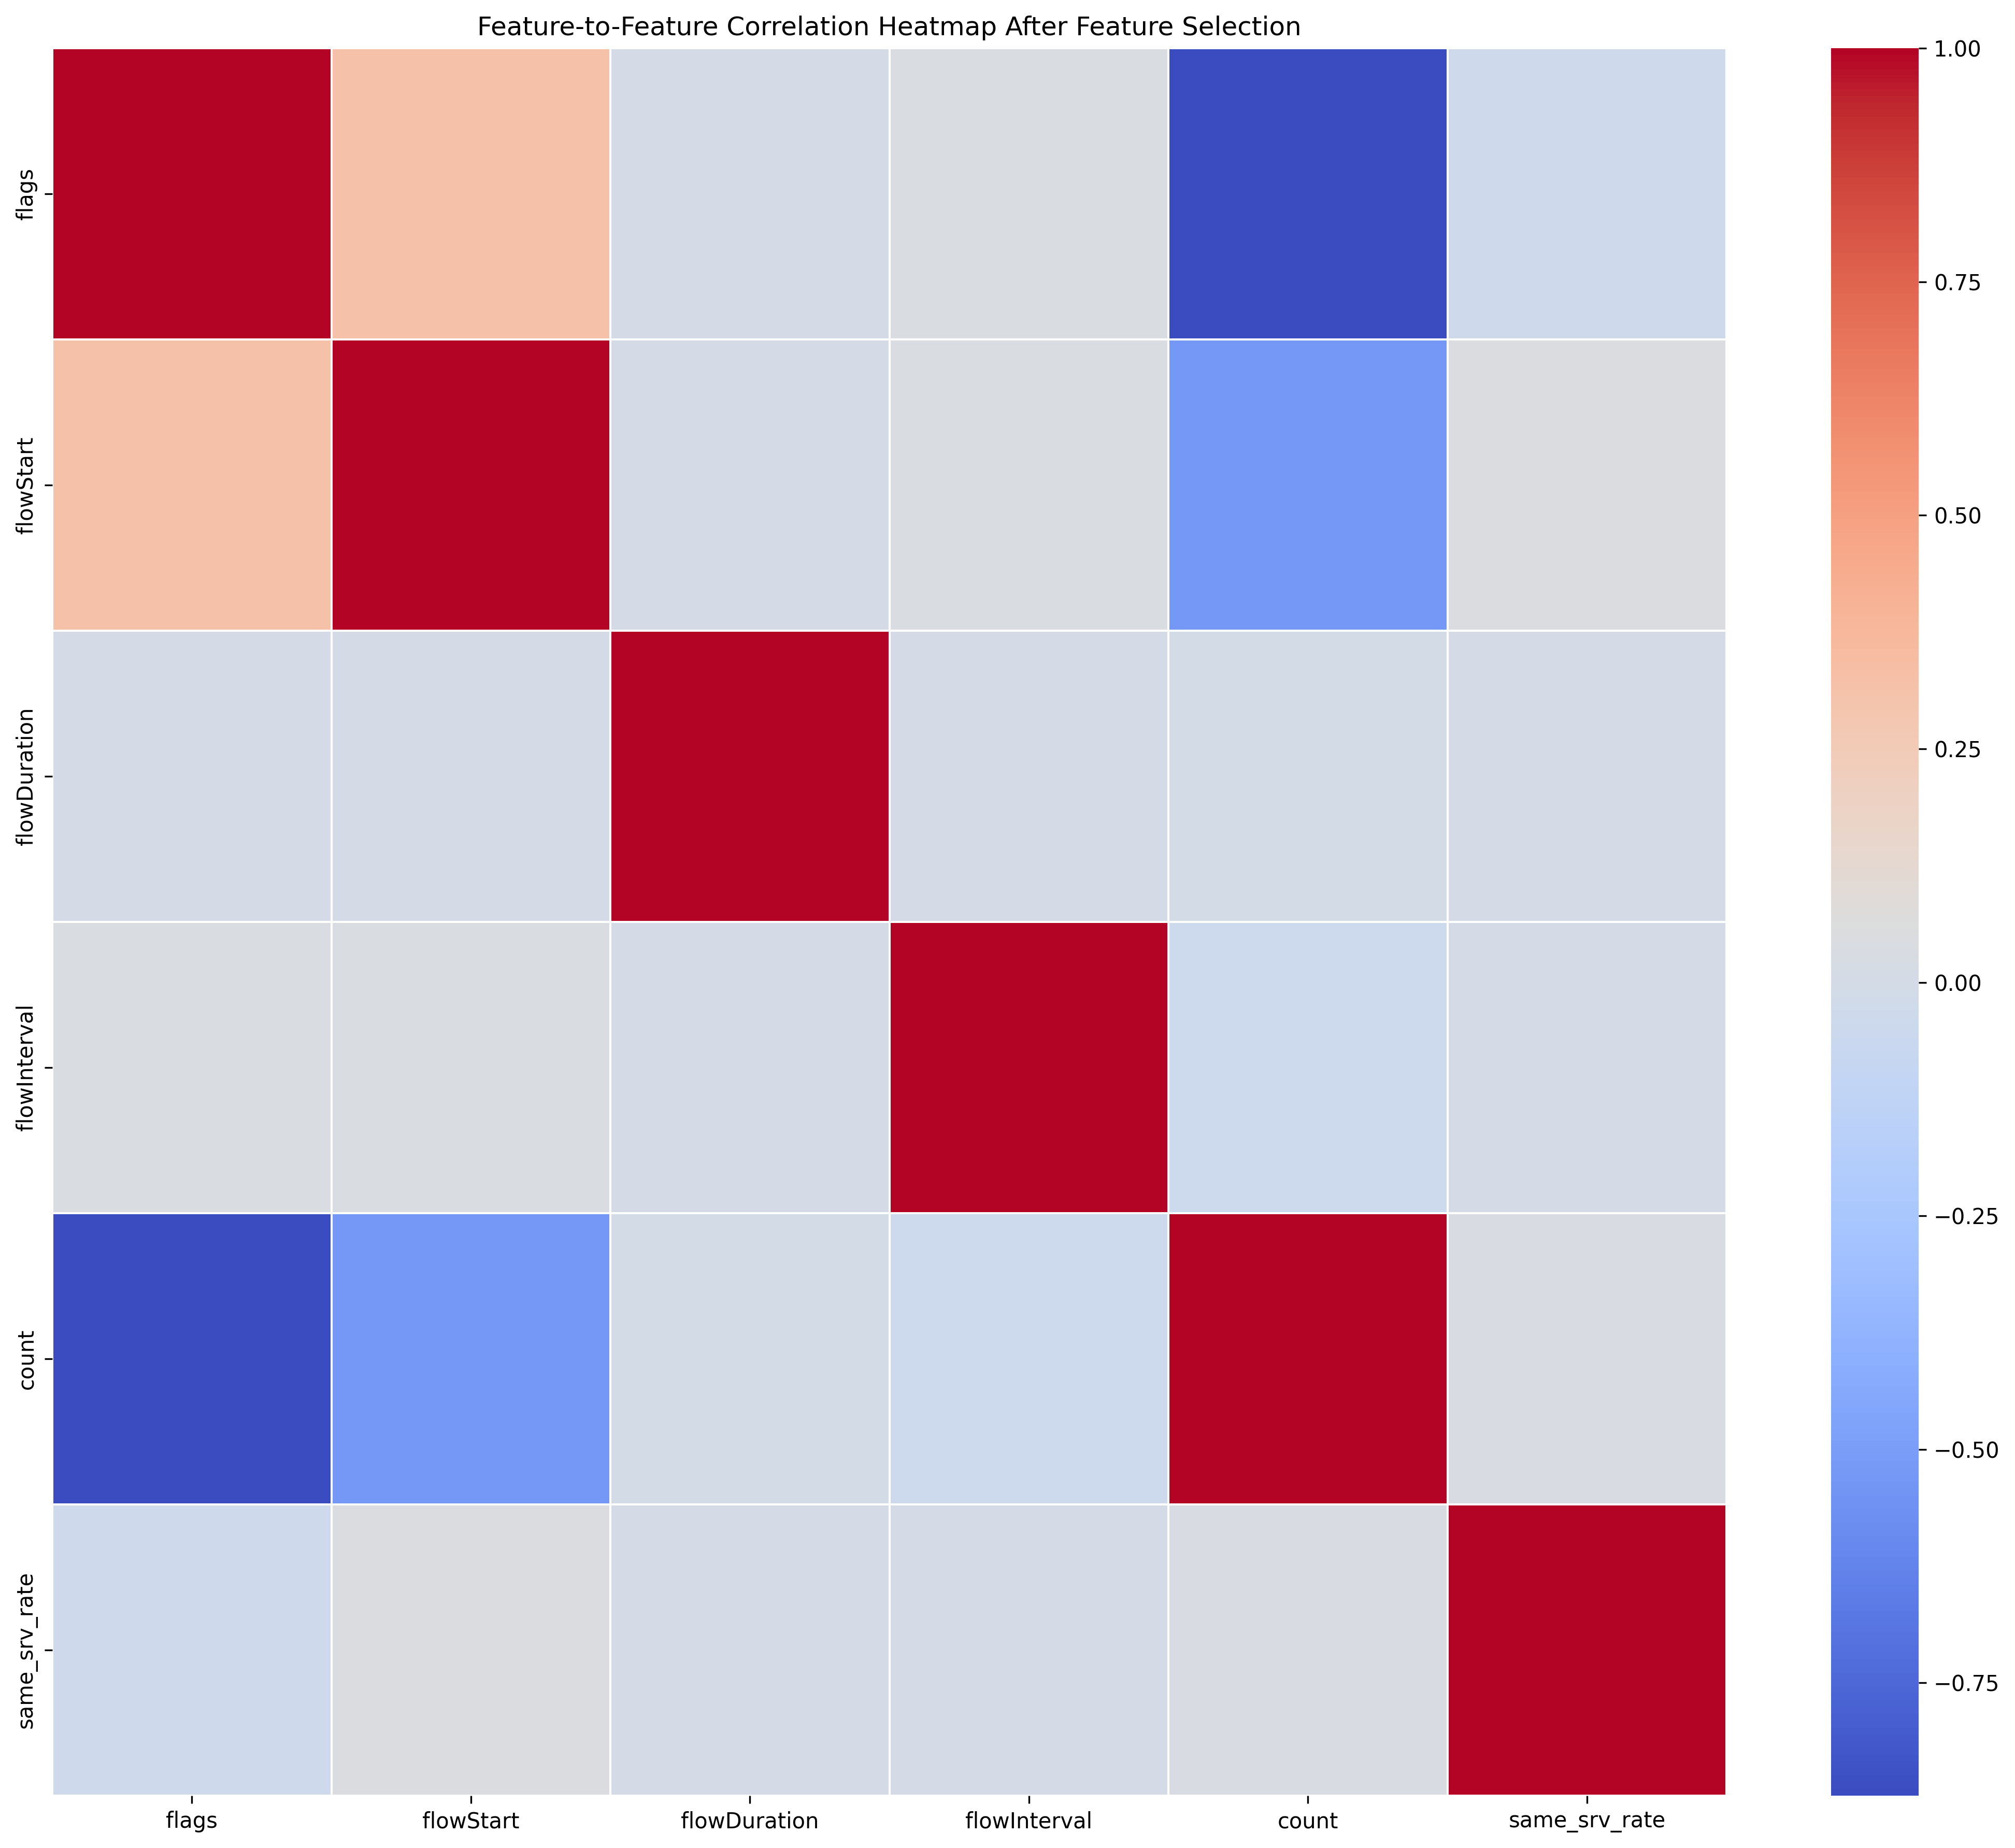 Feature-to-Feature Correlation Heatmap After Feature Selection
flags
flowStart
flowDuration
flowInterval
count
same_srv_rate
flags
flowStart
flowDuration
flowInterval
count
same_srv_rate
1.00
0.75
0.50
0.25
0.00
−0.25
−0.50
−0.75